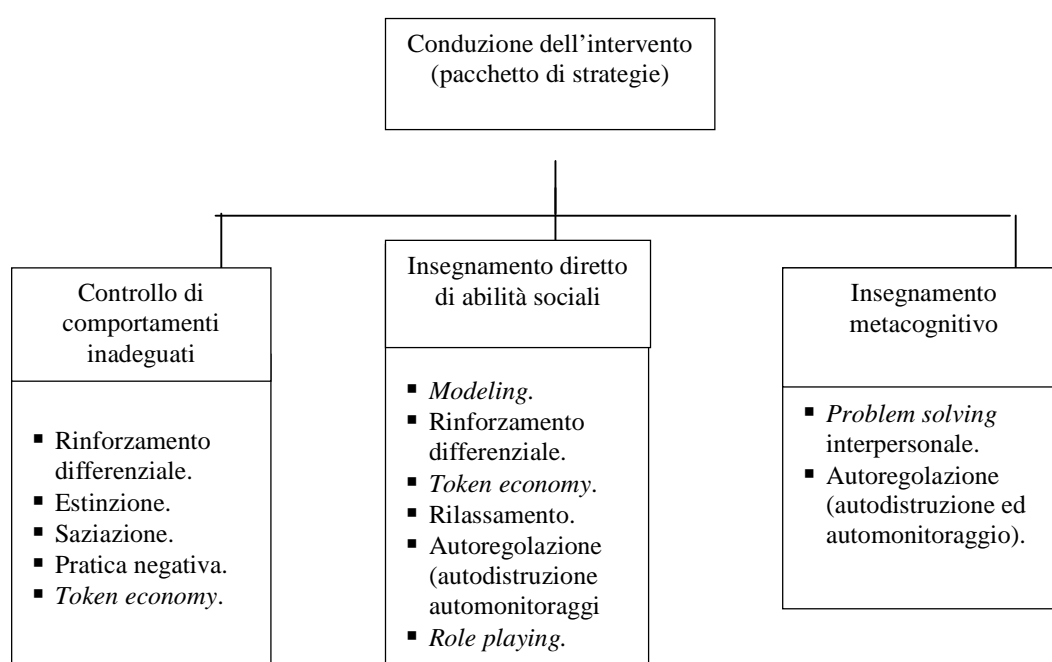 Conduzione dell’intervento
(pacchetto di strategie)
Controllo di
comportamenti
inadeguati
▪ Rinforzamento
differenziale.
▪ Estinzione.
▪ Saziazione.
▪ Pratica negativa.
▪ Token economy.
Insegnamento diretto
di abilità sociali
▪ Modeling.
▪ Rinforzamento
differenziale.
▪ Token economy.
▪ Rilassamento.
▪ Autoregolazione
(autodistruzione
automonitoraggi
▪ Role playing.
Insegnamento
metacognitivo
▪ Problem solving
interpersonale.
▪ Autoregolazione
(autodistruzione ed
automonitoraggio).